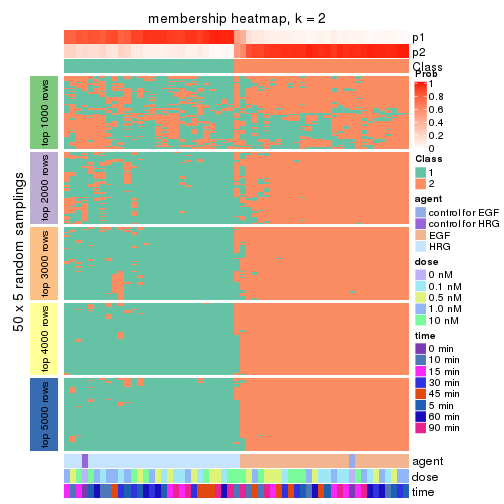 membership heatmap, k = 2
p1
p2
Class
50 x 5 random samplings
top 1000 rows
top 2000 rows
top 3000 rows
top 4000 rows
top 5000 rows
agent
dose
time
Prob
1
0.8
0.6
0.4
0.2
0
Class
1
2
agent
control for EGF
control for HRG
EGF
HRG
dose
0 nM
0.1 nM
0.5 nM
1.0 nM
10 nM
time
0 min
10 min
15 min
30 min
45 min
5 min
60 min
90 min